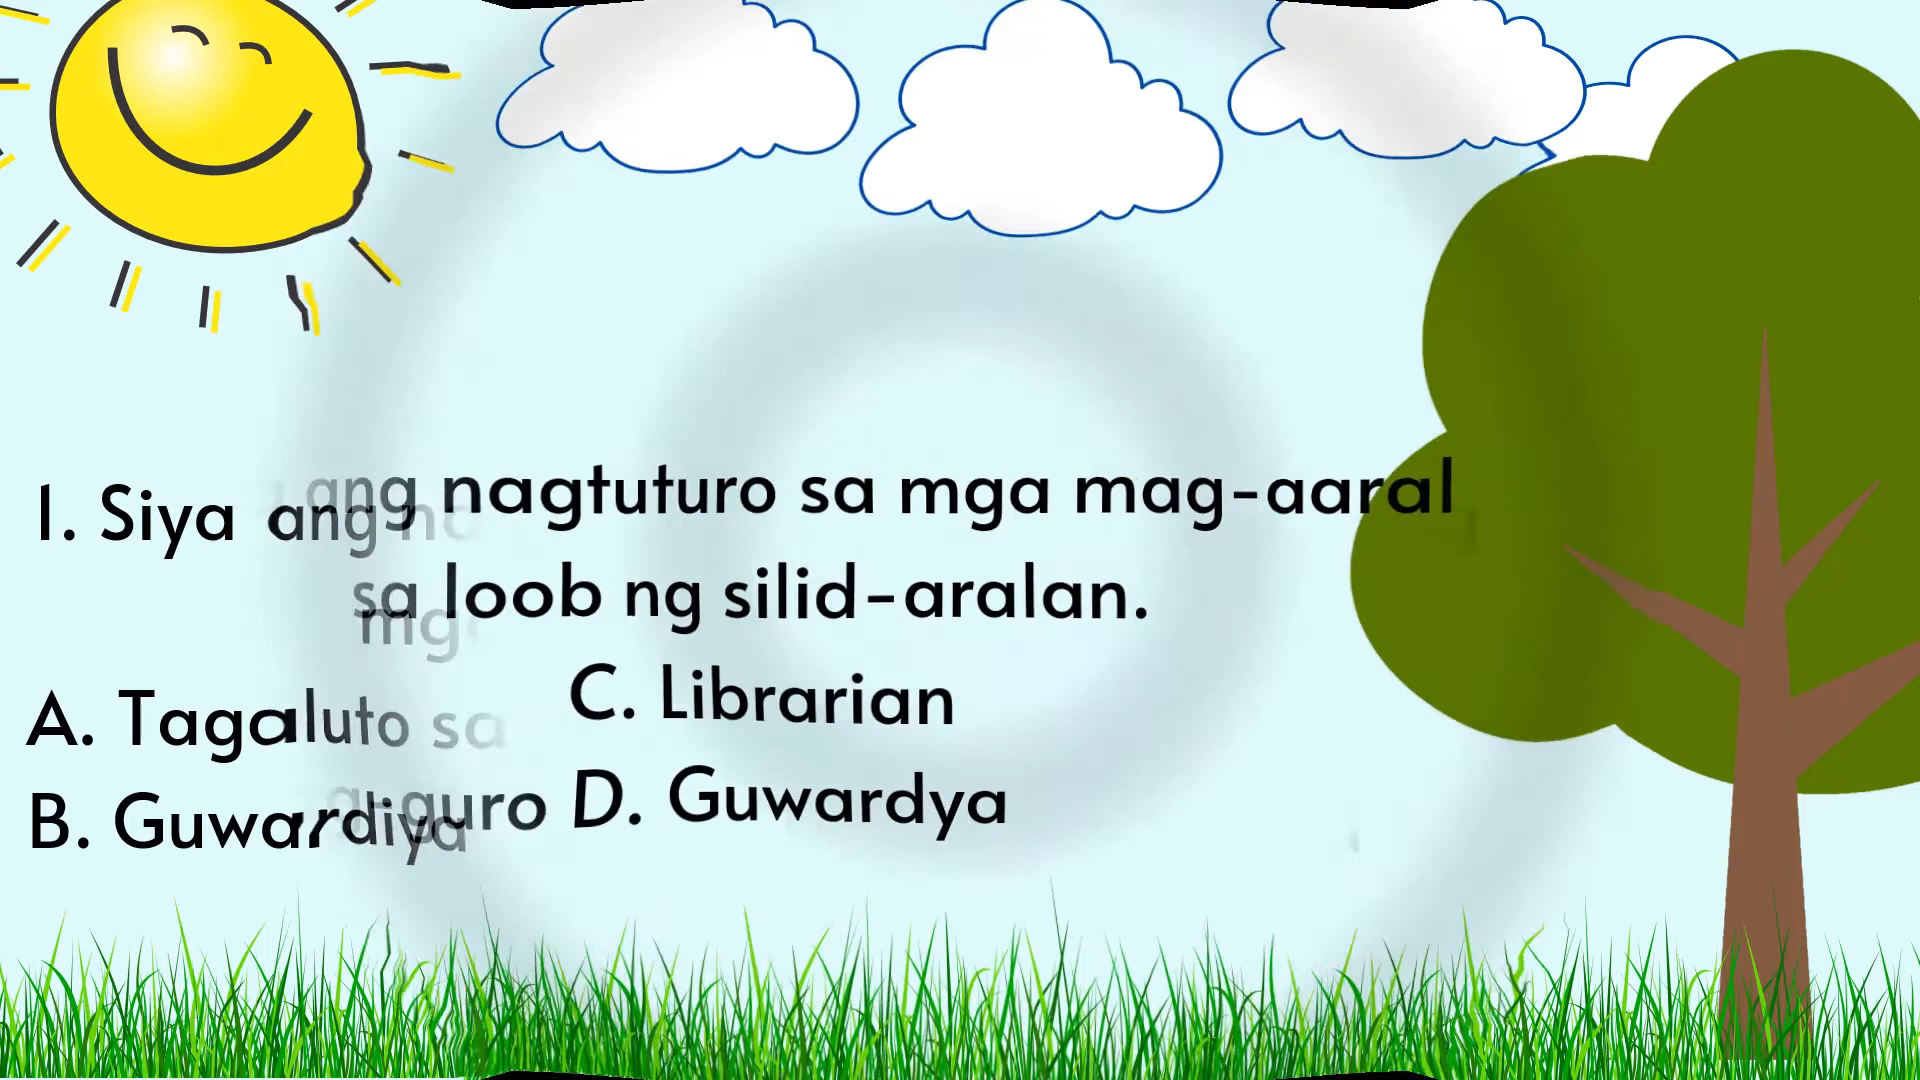 1. Siya ang nagtuturo sa mga mag-aaral
sa loob ng silid-aralan.
C. Librarian
A. Tagaluto sa
B. Guwardiya guro D. Guwardya